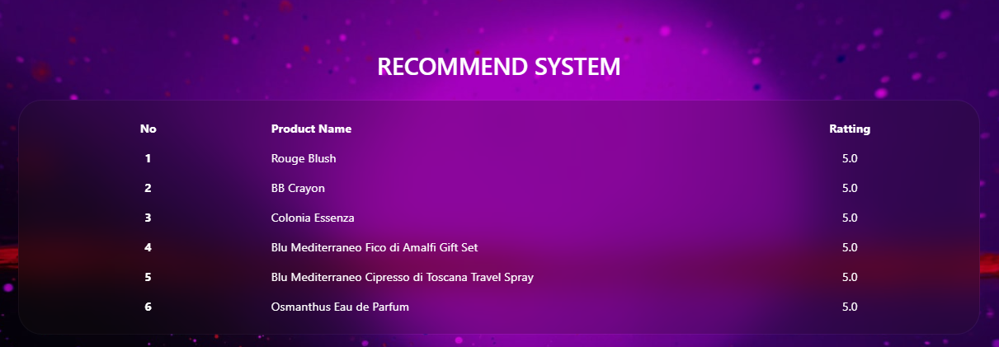 RECOMMEND SYSTEM
No Product Name Ratting
1 Rouge Blush 5.0
2 BB Crayon 5.0
3 Colonia Essenza 5.0
4 Blu Mediterraneo Fico di Amalfi Gift Set 5.0
5 Blu Mediterraneo Cipresso di Toscana Travel Spray 5.0
6 Osmanthus Eau de Parfum 5.0